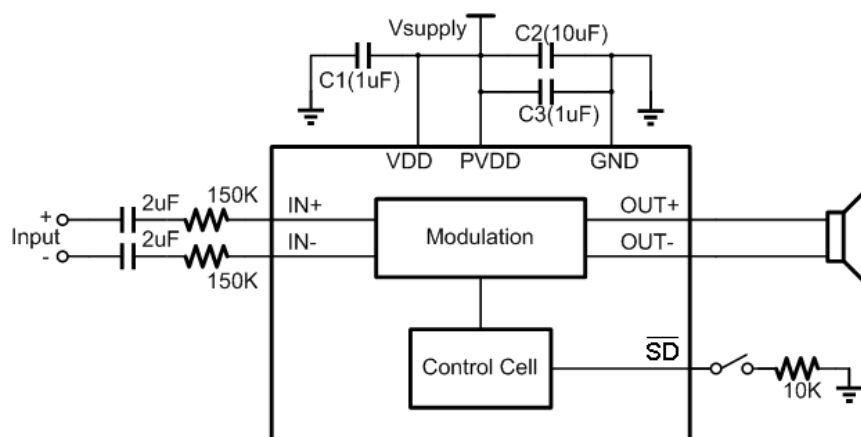 Vsupply
C2(10uF)
C1(1uF)
C3(1uF)
VDD PVDD GND
2uF 150K IN+ OUT+
+
Input 2uF Modulation
- IN- OUT-
150K
Control Cell SD
10K